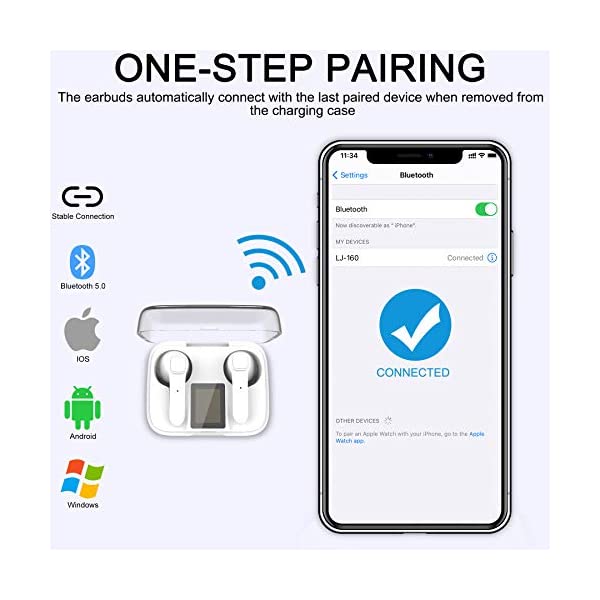 ONE-STEP PAIRING
The earbuds automatically connect with the last paired device when removed from
the charging case
11:34
Settings
Bluetooth
Stable Connection
Bluetooth
Now discoverable as " iPhone".
MY DEVICES
LJ-160
Connected
Bluetooth 5.0
IOS
CONNECTED
Android
OTHER DEVICES
To pair an Apple Watch with your iPhone, go to the Apple
Watch app.
Windows